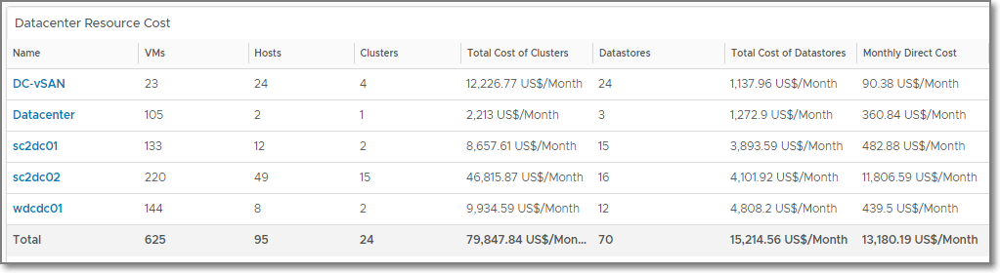 Datacenter Resource Cost
Name VMs Hosts Clusters Total Cost of Clusters Datastores Total Cost of Datastores Monthly Direct Cost
DC-vSAN 23 24 4 12,226.77 US$/Month 24 1,137.96 US$/Month 90.38 US$/Month
Datacenter 105 2 1 2,213 US$/Month 3 1,272.9 US$/Month 360.84 US$/Month
sc2dc01 133 12 2 8,657.61 US$/Month 15 3,893.59 US$/Month 482.88 US$/Month
sc2dc02 220 49 15 46,815.87 US$/Month 16 4,101.92 US$/Month 11,806.59 US$/Month
wdcdc01 144 8 2 9,934.59 US$/Month 12 4,808.2 US$/Month 439.5 US$/Month
Total 625 95 24 79,847.84 US$/Mon... 70 15,214.56 US$/Month 13,180.19 US$/Month